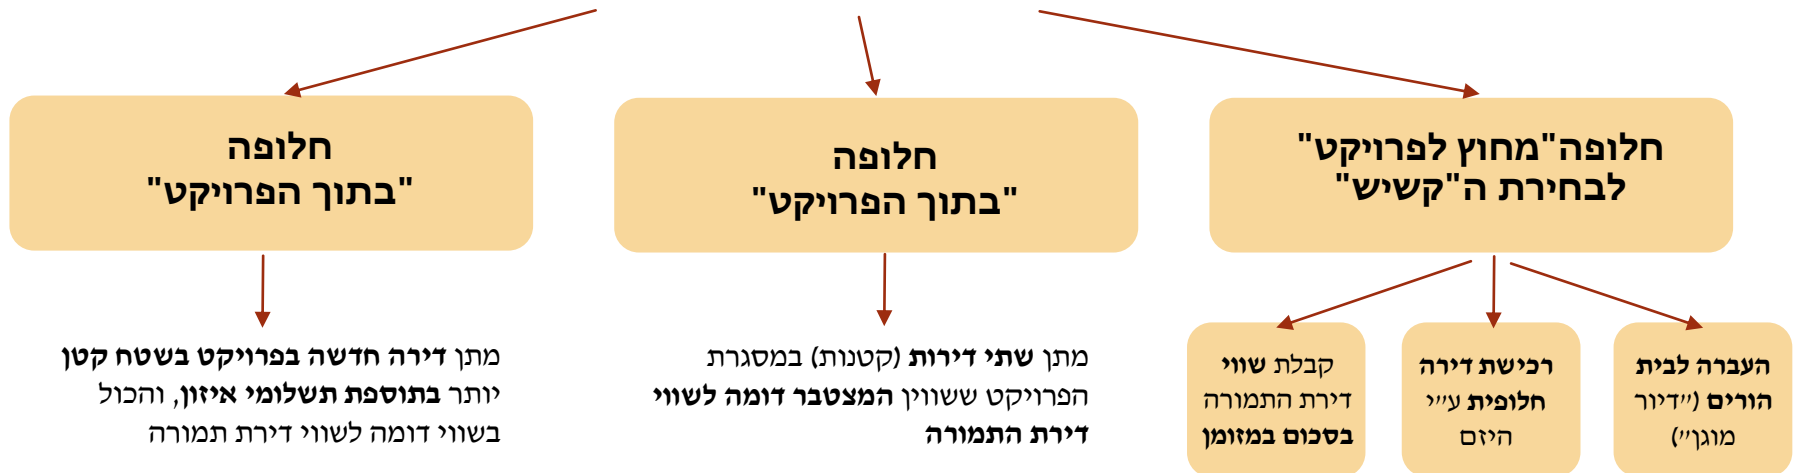 חלופה"מחוץ לפרויקט"
לבחירת ה"קשיש"
העברה לבית
הורים (״דיור
מוגן״)
רכישת דירה
חלופית ע״י
היזם
קבלת שווי
דירת התמורה
בסכום במזומן
חלופה
"בתוך הפרויקט"
מתן שתי דירות (קטנות) במסגרת
הפרויקט ששווין המצטבר דומה לשווי
דירת התמורה
חלופה
"בתוך הפרויקט"
מתן דירה חדשה בפרויקט בשטח קטן
יותר בתוספת תשלומי איזון, והכול
בשווי דומה לשווי דירת תמורה